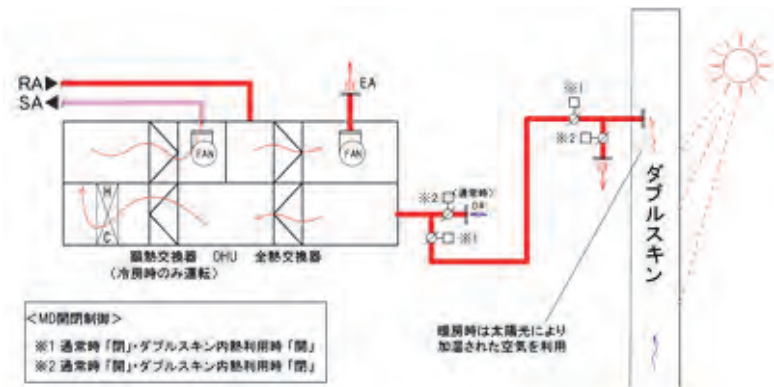 RA▶
SA◀
EA
FAN
FAN
※1
※2
ダブルスキン
※2
(通常時)
OA
※1
H
C
顕熱交換器 OHU 全熱交換器
(冷房時のみ運転)
暖房時は太陽光により
加温された空気を利用
<MD開閉制御>
※1 通常時「閉」・ダブルスキン内熱利用時「開」
※2 通常時「開」・ダブルスキン内熱利用時「閉」